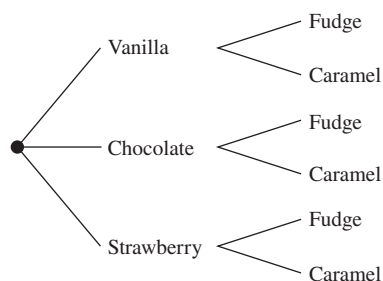 Fudge
Vanilla
Caramel
Fudge
Chocolate
Caramel
Fudge
Strawberry
Caramel